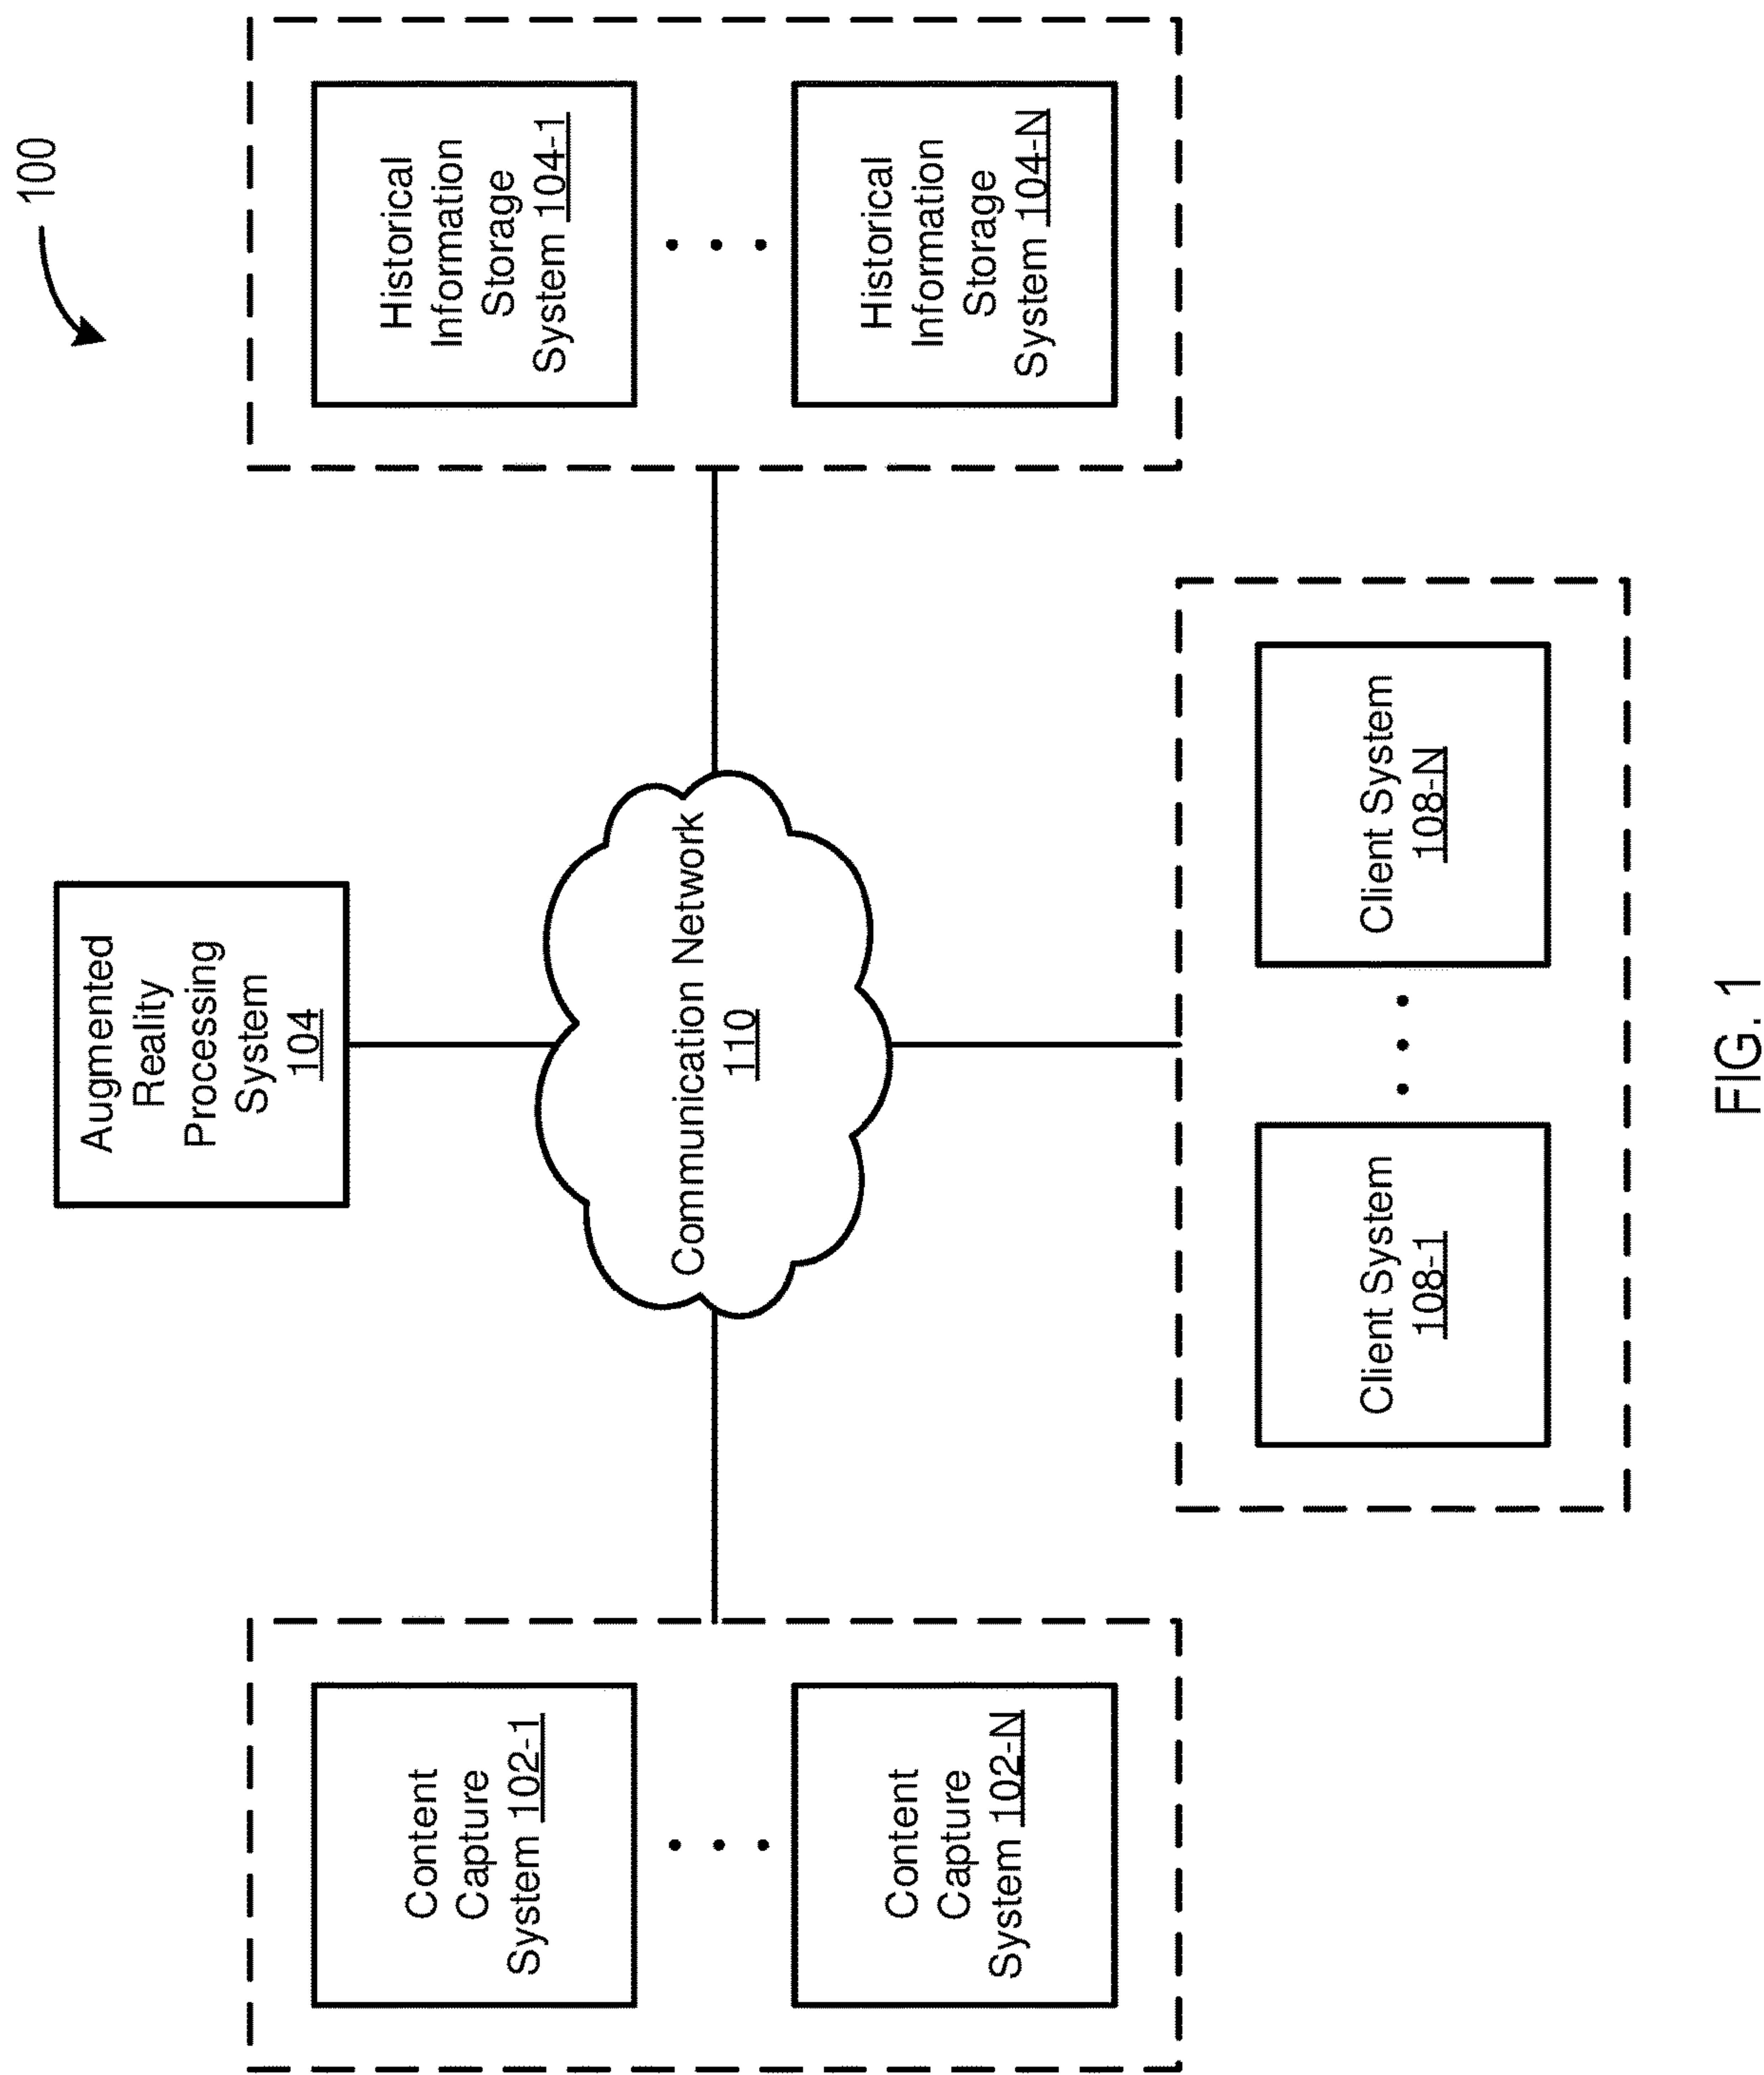 100
Augmented
Reality
Processing
System
104
Content
Capture
System 102-1
Content
Capture
System 102-N
Communication Network
110
Historical
Information
Storage
System 104-1
Historical
Information
Storage
System 104-N
Client System
108-1
Client System
108-N
FIG. 1